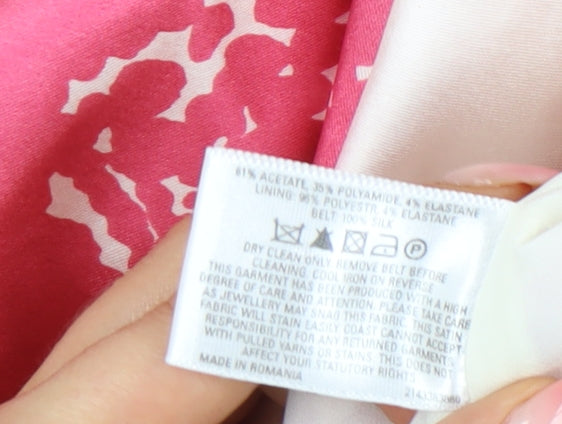 61% ACETATE, 35% POLYAMIDE, 4% ELASTANE
LINING: 96% POLYESTR, 4% ELASTANE
BELT: 100% SILK
P
DRY CLEAN ONLY. REMOVE BELT BEFORE
CLEANING. COOL IRON ON REVERSE
THIS GARMENT HAS BEEN PRODUCED WITH A HIGH
DEGREE OF CARE AND ATTENTION. PLEASE TAKE CARE
AS JEWELLERY MAY SNAG THIS FABRIC. THIS SATIN
FABRIC WILL STAIN EASILY COAST CANNOT ACCEPT
RESPONSIBILITY FOR ANY RETURNED GARMENTS
WITH PULLED YARNS OR STAINS. THIS DOES NOT
AFFECT YOUR STATUTORY RIGHTS
MADE IN ROMANIA